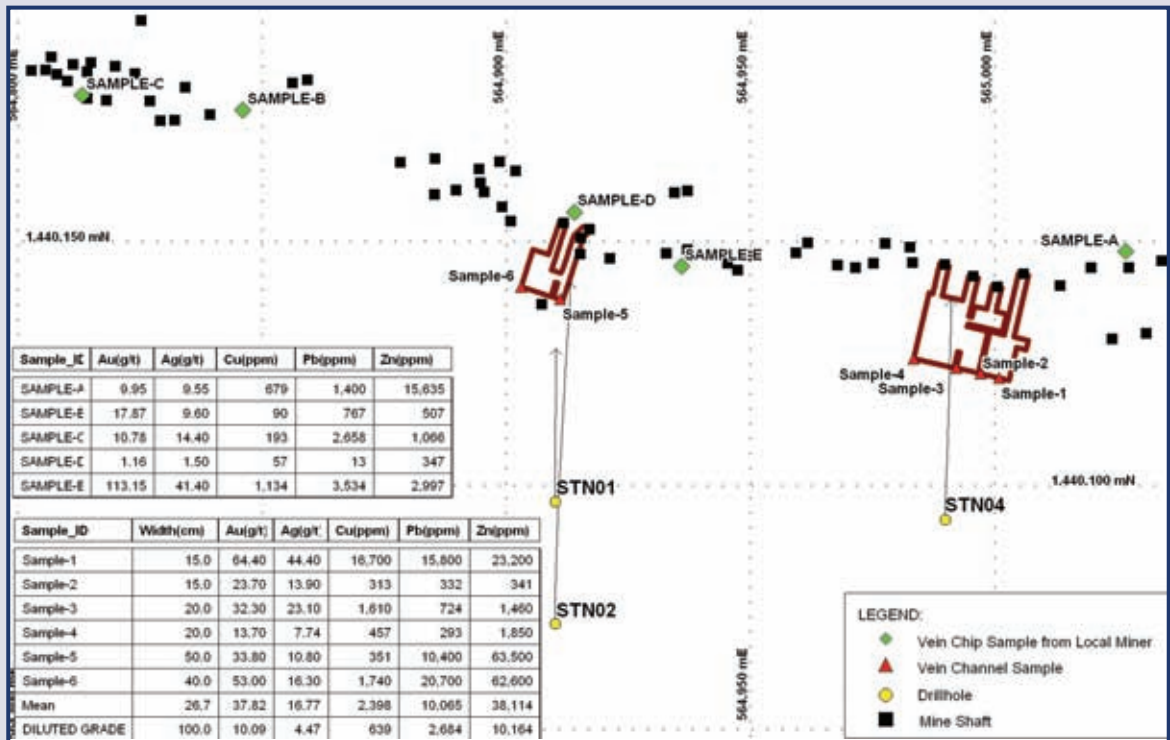 564,900 mE
564,950 mE
565,000 mE
SAMPLE-C
SAMPLE-B
SAMPLE-D
1.440.150 mN
SAMPLE-E
SAMPLE-A
Sample-6
Sample-5
Sample-4
Sample-3
Sample-2
Sample-1
Au(g/t) Ag(g/t) Cu(ppm) Pb(ppm) Zn(ppm)
SAMPLE-A 9.95 9.55 679 1,400 15,635
17.87 9.60 90 767 507
10.78 14.40 193 2,658 1,066
1.16 1.50 57 13 347
SAMPLE-E 113.15 41.40 1,134 3,534 2,997
STN01
1.440.100 mN
STN04
Sample_ID Width(cm) Au(g/t) Ag(g/t) Cu(ppm) Pb(ppm) Zn(ppm)
Sample-1 15.0 64.40 44.40 16,700 15,800 23,200
Sample-2 15.0 23.70 13.90 313 332 341
Sample-3 20.0 32.30 23.10 1,610 724 1,460
Sample-4 20.0 13.70 7.74 457 293 1,850
Sample-5 50.0 33.80 10.80 351 10,400 63,500
Sample-6 40.0 53.00 16.30 1,740 20,700 62,600
Mean 26.7 37.82 16.77 2,398 10,065 38,114
DILUTED GRADE 100.0 10.09 4.47 639 2,684 10,164
STN02
564,950 mE
LEGEND:
Vein Chip Sample from Local Miner
Vein Channel Sample
Drillhole
Mine Shaft